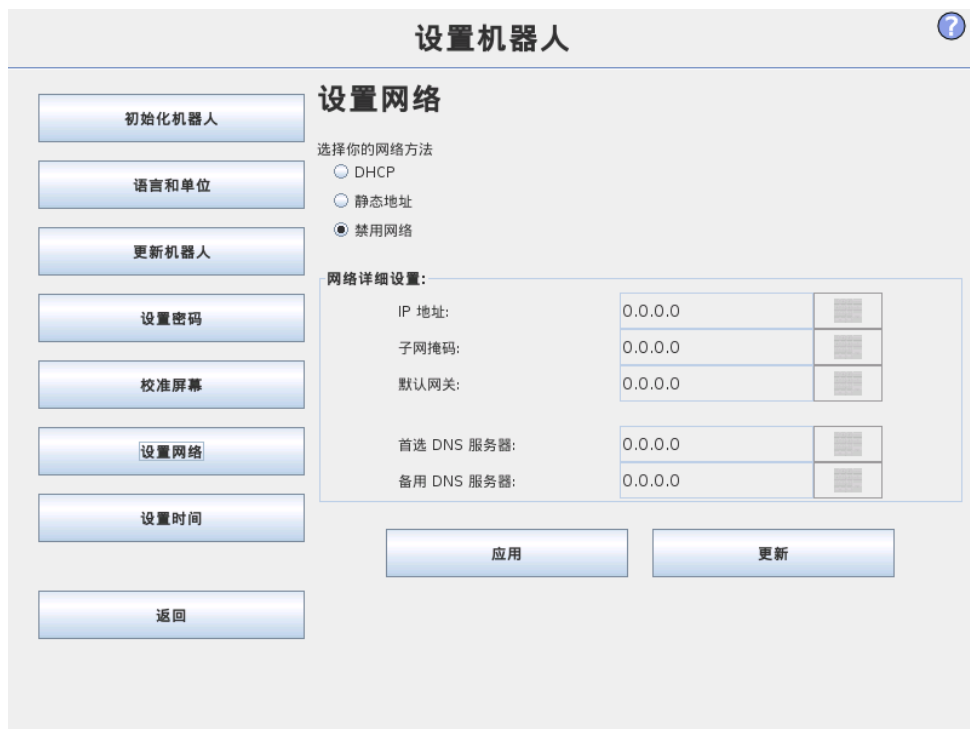 设置机器人
?
初始化机器人
语言和单位
更新机器人
设置密码
校准屏幕
设置网络
设置时间
返回
设置网络
选择你的网络方法
DHCP
静态地址
禁用网络
网络详细设置:
IP 地址: 0.0.0.0
子网掩码: 0.0.0.0
默认网关: 0.0.0.0
首选 DNS 服务器: 0.0.0.0
备用 DNS 服务器: 0.0.0.0
应用 更新